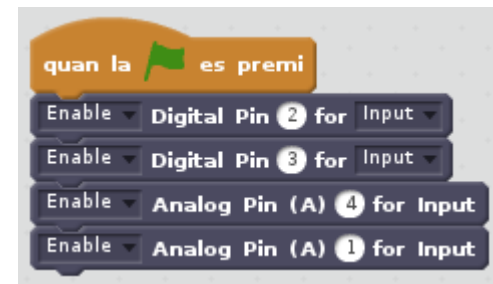 quan la es premi
Enable Digital Pin 2 for Input
Enable Digital Pin 3 for Input
Enable Analog Pin (A) 4 for Input
Enable Analog Pin (A) 1 for Input